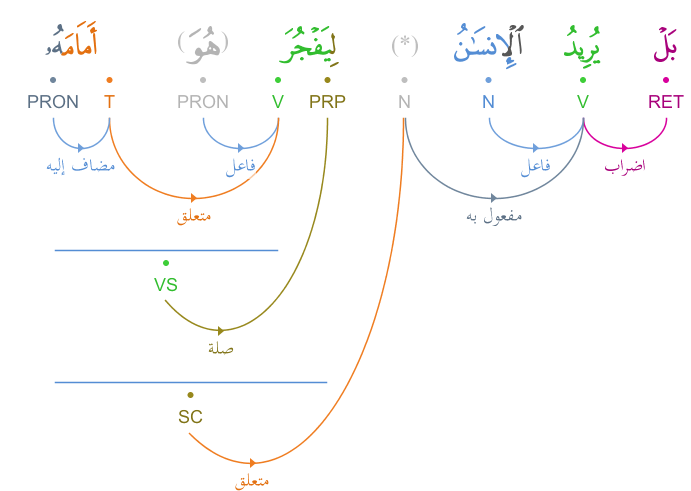 بَلْ يُرِيدُ ٱلْإِنسَـٰنُ (*) لِيَفْجُرَ (هُوَ) أَمَامَهُۥ
RET V N N PRP V PRON T PRON
اضراب فاعل مفعول به فاعل متعلق مضاف إليه
VS
صلة
SC
متعلق